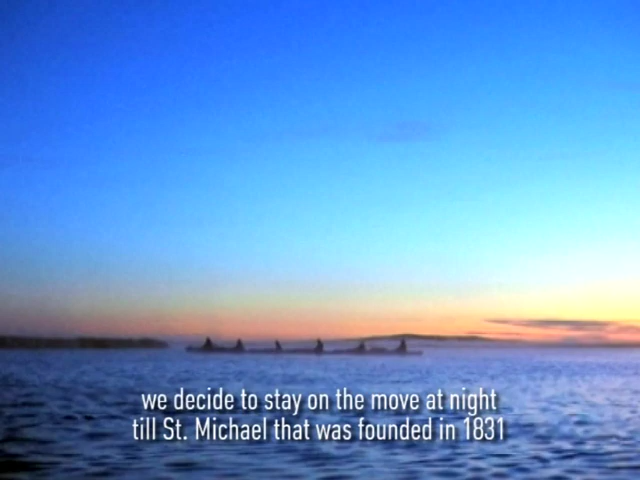 we decide to stay on the move at night
till St. Michael that was founded in 1831